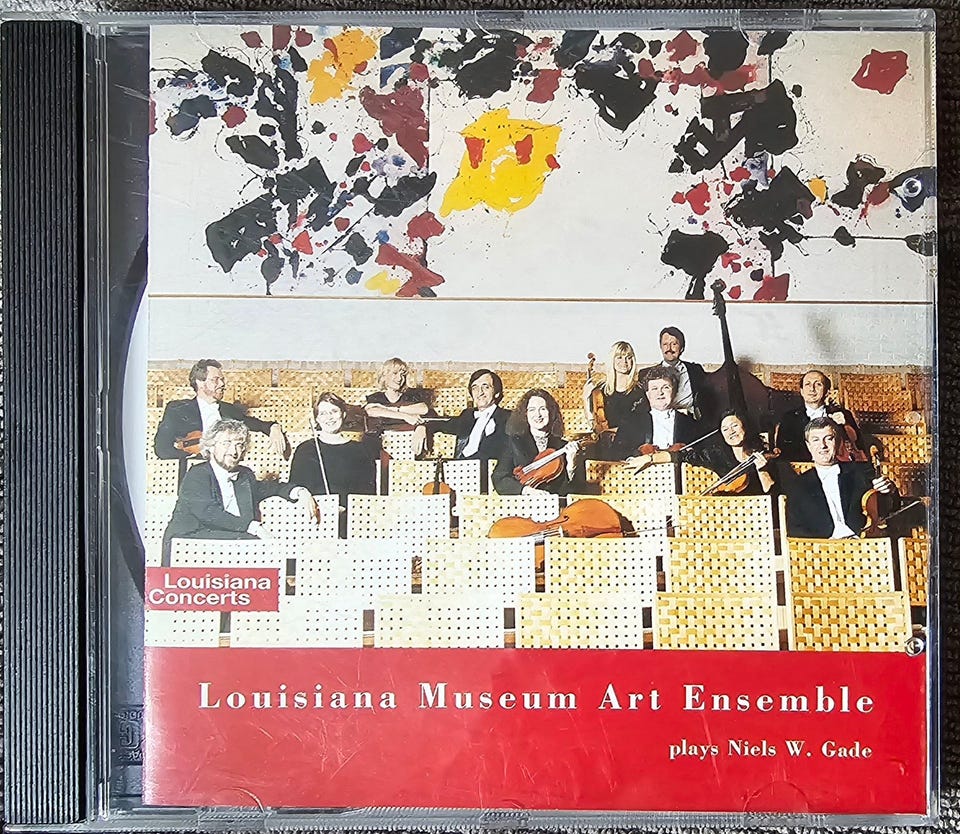 Louisiana
Concerts
Louisiana Museum Art Ensemble
plays Niels W. Gade